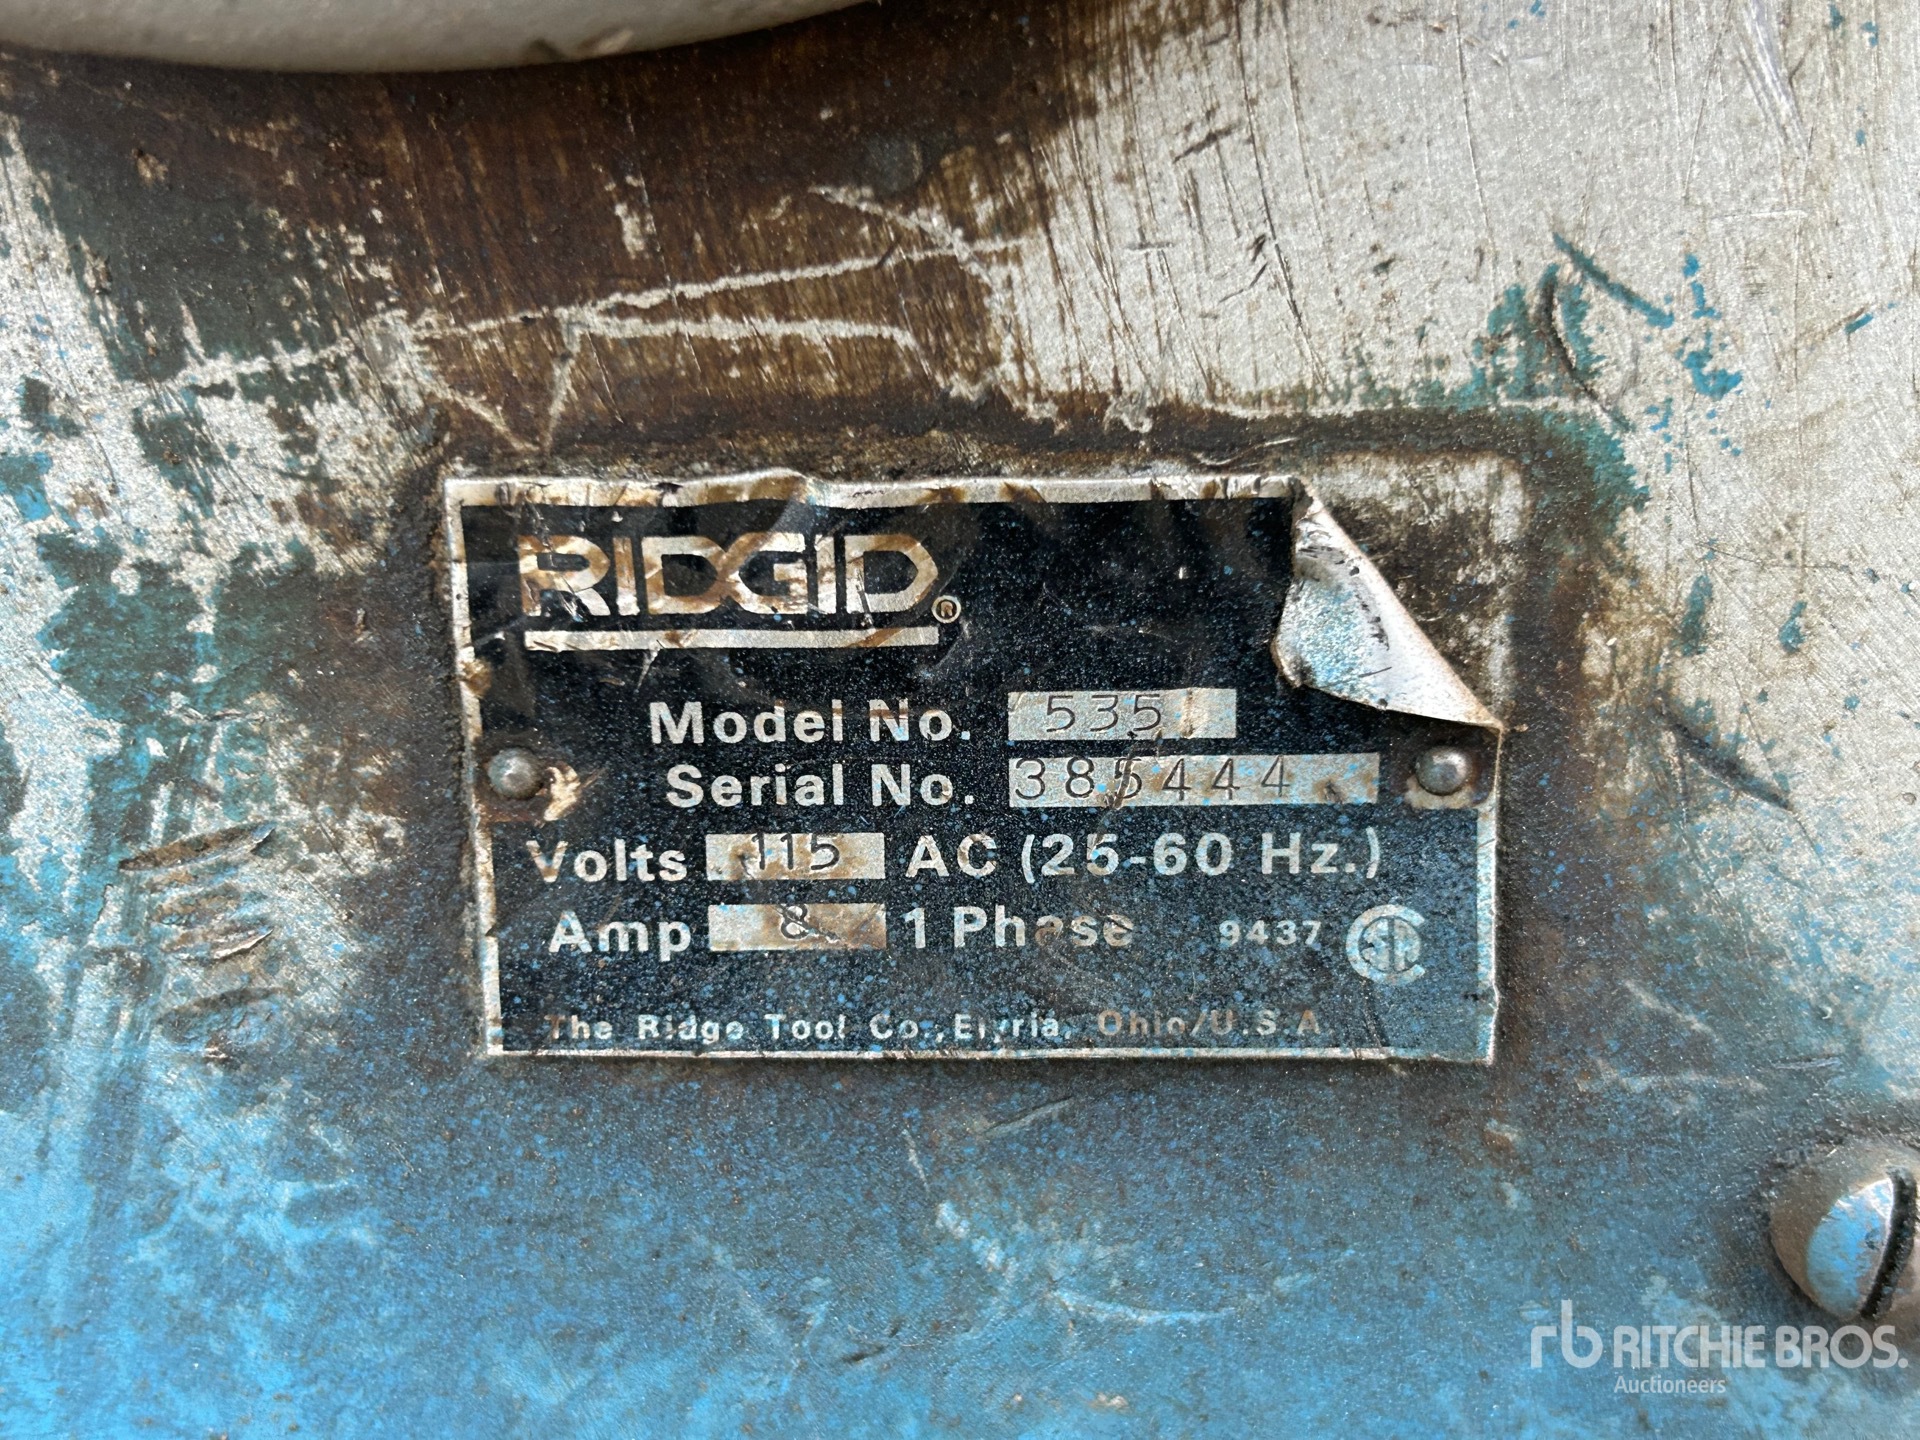 RIDGID®
Model No. 535
Serial No. 385444
Volts 115 AC (25-60 Hz.)
Amp 8 1 Phase 9437 SA
The Ridge Tool Co., Elyria, Ohio/U.S.A.
rb RITCHIE BROS.
Auctioneers